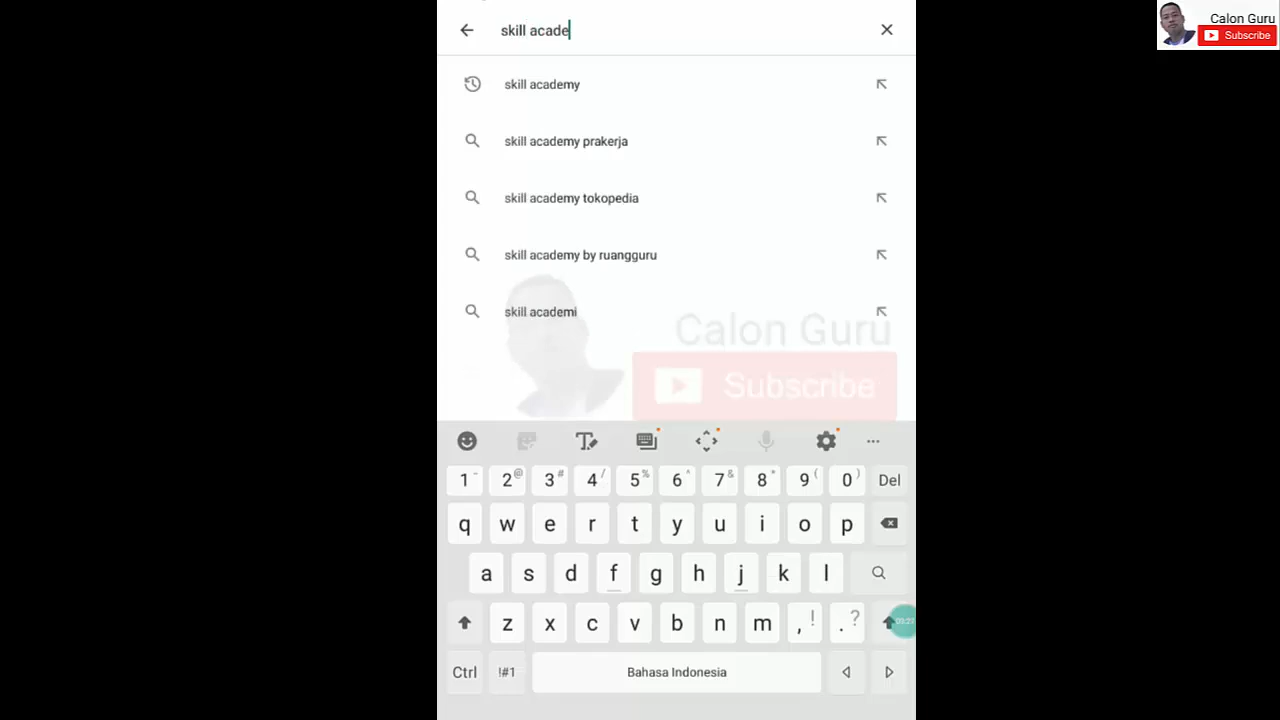 skill acade
Calon Guru
Subscribe
skill academy
skill academy prakerja
skill academy tokopedia
skill academy by ruangguru
skill academi
Calon Guru
Subscribe
1 - 2 @ 3 # 4 / 5 % 6 ^ 7 & 8 * 9 ( 0 ) Del
q w e r t y u i o p
a s d f g h j k l
z x c v b n m , ! . ?
Ctrl !#1 Bahasa Indonesia